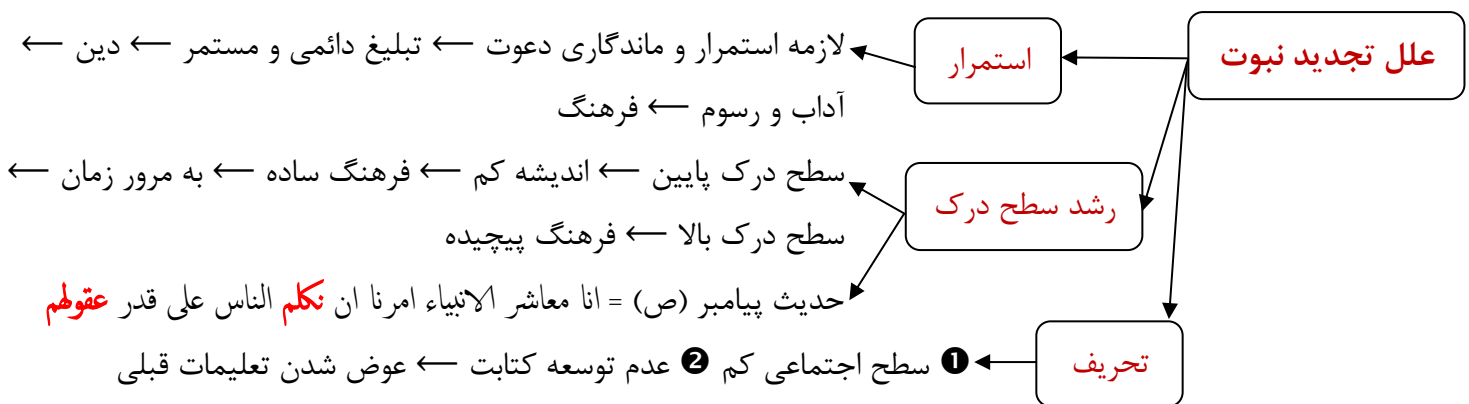 علل تجدید نبوت
استمرار
لازمه استمرار و ماندگاری دعوت ⟵ تبلیغ دائمی و مستمر ⟵ دین ⟵
آداب و رسوم ⟵ فرهنگ
رشد سطح درک
سطح درک پایین ⟵ اندیشه کم ⟵ فرهنگ ساده ⟵ به مرور زمان ⟵
سطح درک بالا ⟵ فرهنگ پیچیده
حدیث پیامبر (ص) = انا معاشر الانبیاء امرنا ان نکلم الناس علی قدر عقولهم
تحریف
❶ سطح اجتماعی کم ❷ عدم توسعه کتابت ⟵ عوض شدن تعلیمات قبلی